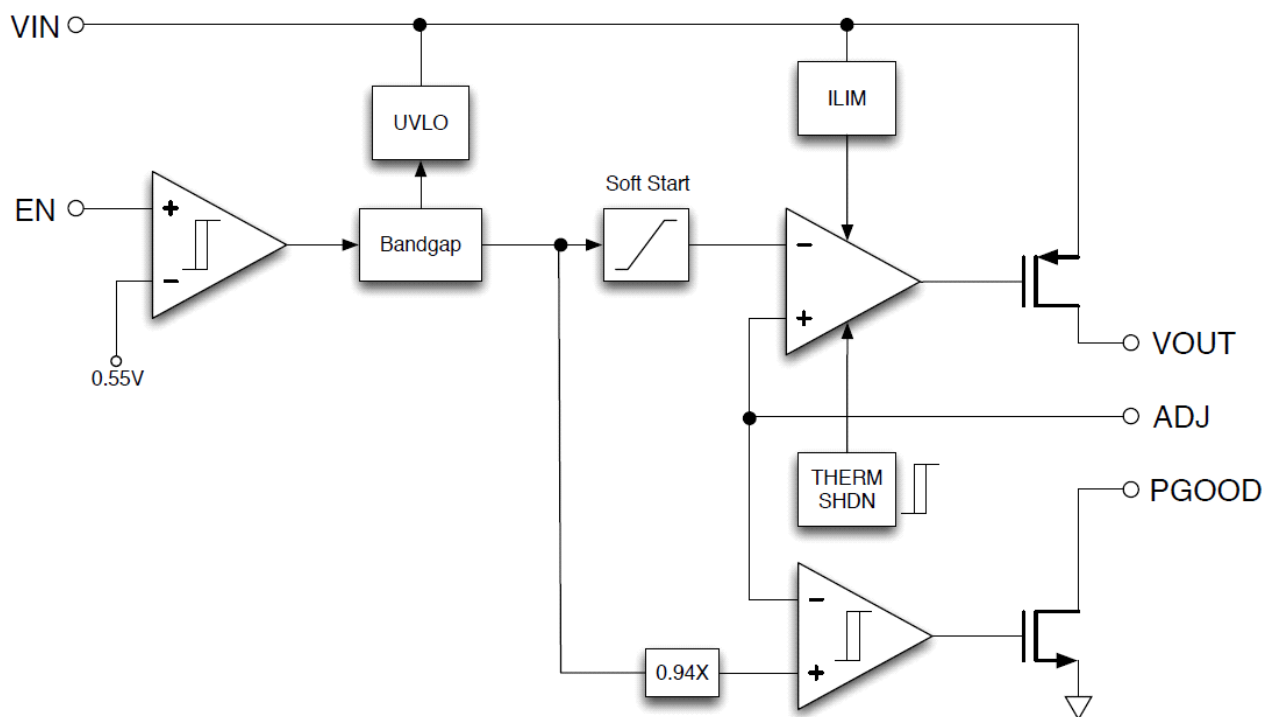 VIN
ILIM
UVLO
Soft Start
EN
+
-
Bandgap
-
+
0.55V
VOUT
ADJ
THERM
SHDN
PGOOD
-
+
0.94X